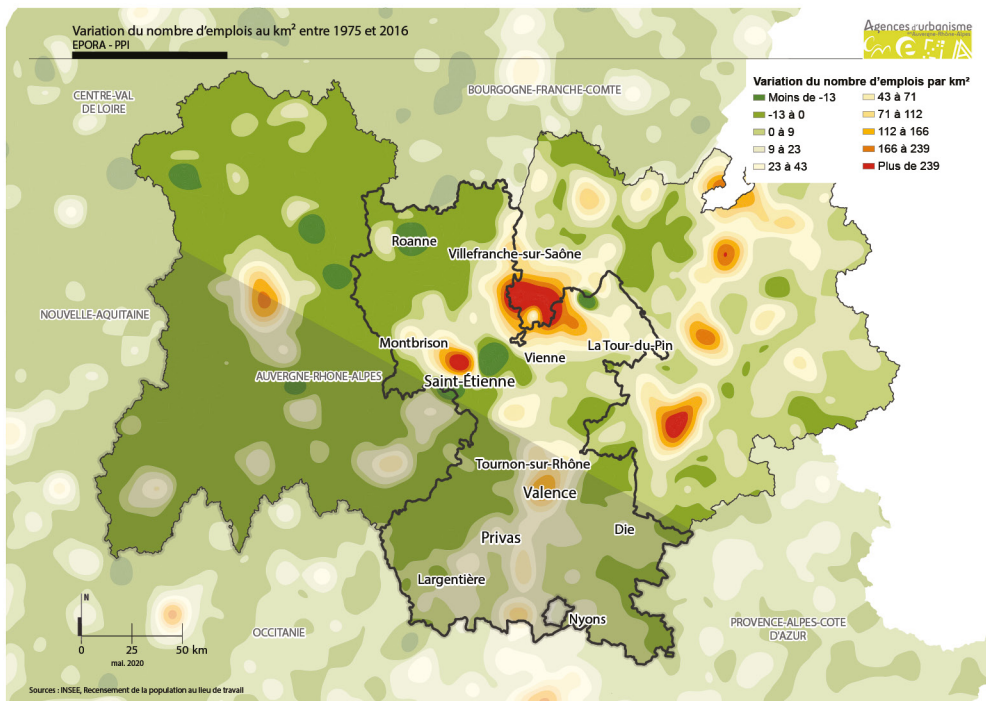 Variation du nombre d'emplois au km² entre 1975 et 2016
EPORA - PPI
Agences d'urbanisme
Auvergne-Rhône-Alpes
CENTRE-VAL
DE LOIRE
BOURGOGNE-FRANCHE-COMTE
Variation du nombre d'emplois par km²
Moins de -13
-13 à 0
0 à 9
9 à 23
23 à 43
43 à 71
71 à 112
112 à 166
166 à 239
Plus de 239
Roanne
Villefranche-sur-Saône
NOUVELLE-AQUITAINE
Montbrison
La Tour-du-Pin
Vienne
AUVERGNE-RHONE-ALPES
Saint-Étienne
Tournon-sur-Rhône
Valence
Die
Privas
Largentière
Nyons
OCCITANIE
PROVENCE-ALPES-COTE
D'AZUR
N
0 25 50 km
mai. 2020
Sources : INSEE, Recensement de la population au lieu de travail